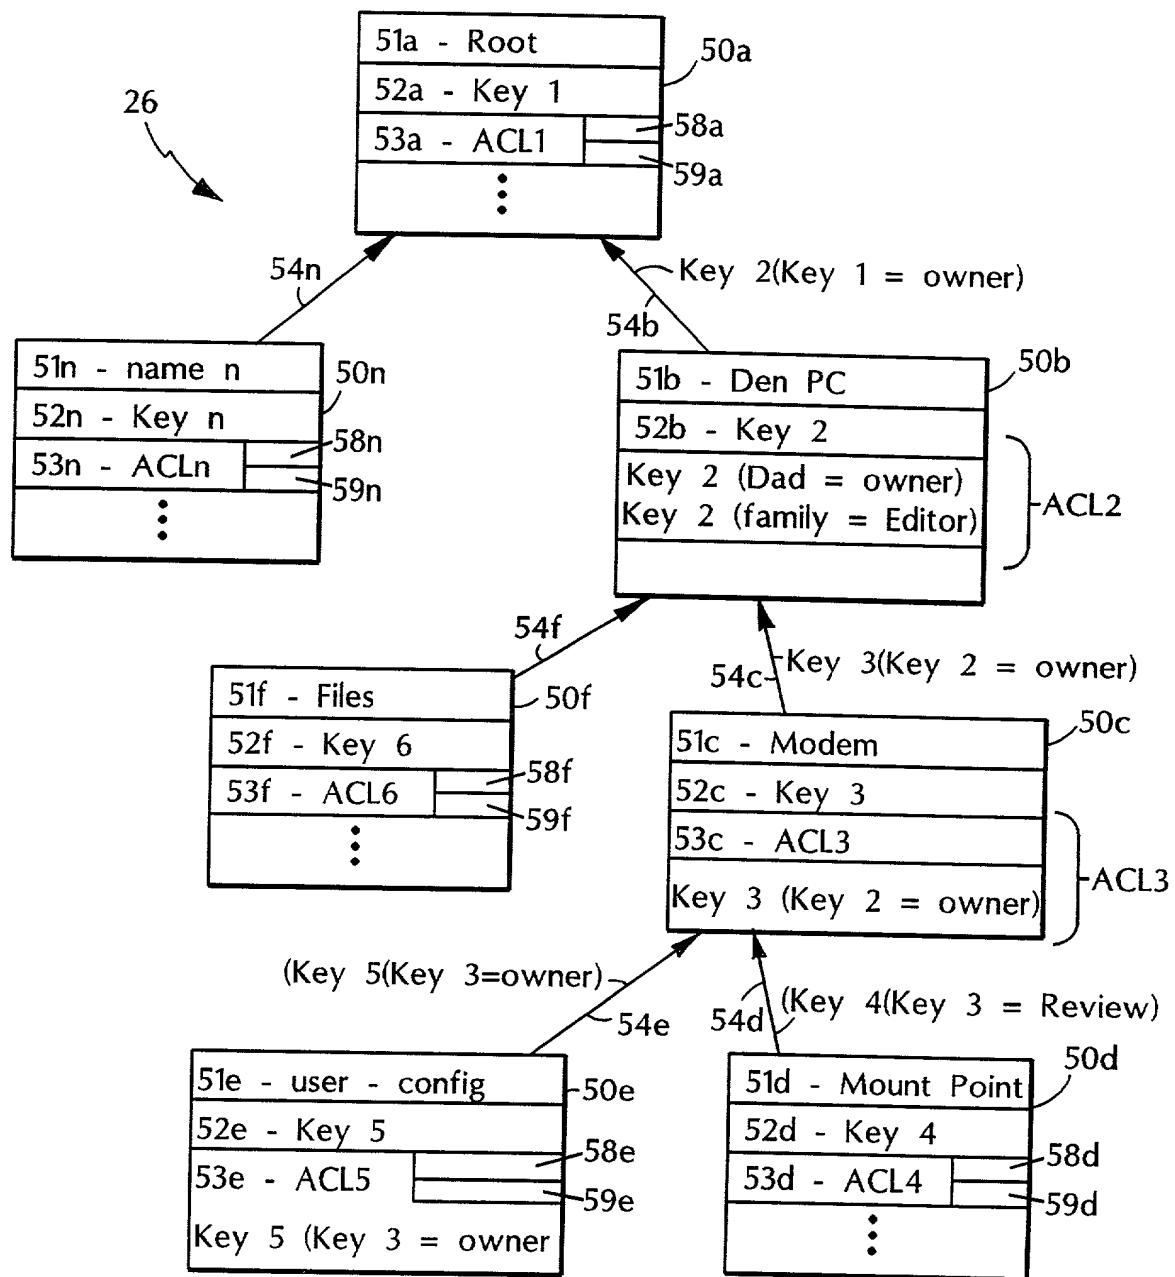 51a - Root
50a
52a - Key 1
26
58a
53a - ACL1
59a
54n
Key 2(Key 1 = owner)
54b
51n - name n
50n
52n - Key n
58n
53n - ACLn
59n
50b
51b - Den PC
52b - Key 2
Key 2 (Dad = owner)
Key 2 (family = Editor)
ACL2
54f
Key 3(Key 2 = owner)
54c
51f - Files
50f
52f - Key 6
58f
53f - ACL6
59f
50c
51c - Modem
52c - Key 3
53c - ACL3
ACL3
Key 3 (Key 2 = owner)
(Key 5(Key 3=owner)
54e
54d
(Key 4(Key 3 = Review)
51e - user - config
50e
52e - Key 5
58e
53e - ACL5
59e
Key 5 (Key 3 = owner
50d
51d - Mount Point
52d - Key 4
58d
53d - ACL4
59d